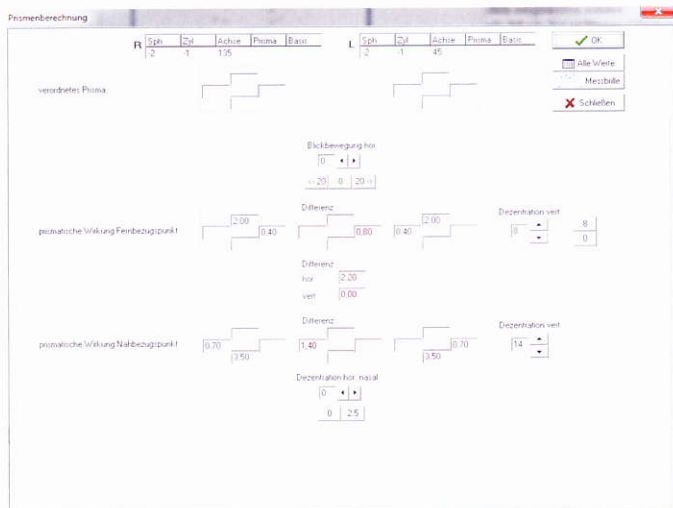 Prismenberechnung
R Sph Zyl Achse Prisma Basis L Sph Zyl Achse Prisma Basis
-2 -1 135 -2 -1 45
OK
Alle Werte
Messbrille
Schließen
verordnetes Prisma
Blickbewegung hor.
0
<-20 0 20->
Differenz Dezentration vert
prismatische Wirkung Fernbezugspunkt 2.00 0.40 0,80 0.40 2.00 8 8
0
Differenz
hor 2,20
vert 0,00
Differenz Dezentration vert
prismatische Wirkung Nahbezugspunkt 0.70 3.50 1,40 3.50 0.70 14
Dezentration hor. nasal
0
0 2.5